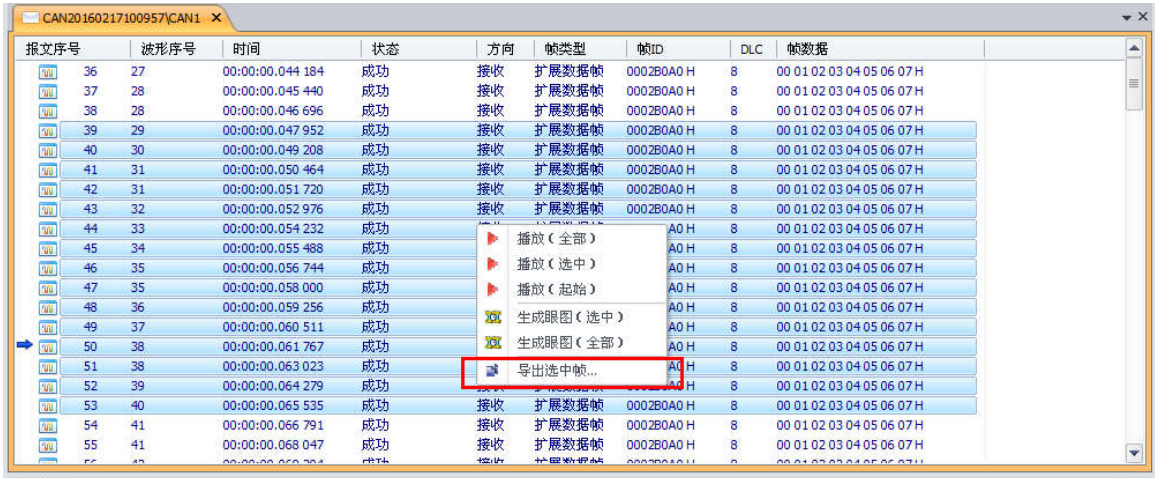 CAN20160217100957\CAN1
报文序号 波形序号 时间 状态 方向 帧类型 帧ID DLC 帧数据
36 27 00:00:00.044 184 成功 接收 扩展数据帧 0002B0A0 H 8 00 01 02 03 04 05 06 07 H
37 28 00:00:00.045 440 成功 接收 扩展数据帧 0002B0A0 H 8 00 01 02 03 04 05 06 07 H
38 28 00:00:00.046 696 成功 接收 扩展数据帧 0002B0A0 H 8 00 01 02 03 04 05 06 07 H
39 29 00:00:00.047 952 成功 接收 扩展数据帧 0002B0A0 H 8 00 01 02 03 04 05 06 07 H
40 30 00:00:00.049 208 成功 接收 扩展数据帧 0002B0A0 H 8 00 01 02 03 04 05 06 07 H
41 31 00:00:00.050 464 成功 接收 扩展数据帧 0002B0A0 H 8 00 01 02 03 04 05 06 07 H
42 31 00:00:00.051 720 成功 接收 扩展数据帧 0002B0A0 H 8 00 01 02 03 04 05 06 07 H
43 32 00:00:00.052 976 成功 接收 扩展数据帧 0002B0A0 H 8 00 01 02 03 04 05 06 07 H
44 33 00:00:00.054 232 成功 A0 H 8 00 01 02 03 04 05 06 07 H
播放(全部)
45 34 00:00:00.055 488 成功 A0 H 8 00 01 02 03 04 05 06 07 H
播放(选中)
46 35 00:00:00.056 744 成功 A0 H 8 00 01 02 03 04 05 06 07 H
47 35 00:00:00.058 000 成功 A0 H 8 00 01 02 03 04 05 06 07 H
播放(起始)
48 36 00:00:00.059 256 成功 A0 H 8 00 01 02 03 04 05 06 07 H
生成眼图(选中)
49 37 00:00:00.060 511 成功 A0 H 8 00 01 02 03 04 05 06 07 H
50 38 00:00:00.061 767 成功 A0 H 8 00 01 02 03 04 05 06 07 H
生成眼图(全部)
51 38 00:00:00.063 023 成功 A0 H 8 00 01 02 03 04 05 06 07 H
导出选中帧...
52 39 00:00:00.064 279 成功 A0 H 8 00 01 02 03 04 05 06 07 H
53 40 00:00:00.065 535 成功 接收 扩展数据帧 0002B0A0 H 8 00 01 02 03 04 05 06 07 H
54 41 00:00:00.066 791 成功 接收 扩展数据帧 0002B0A0 H 8 00 01 02 03 04 05 06 07 H
55 41 00:00:00.068 047 成功 接收 扩展数据帧 0002B0A0 H 8 00 01 02 03 04 05 06 07 H